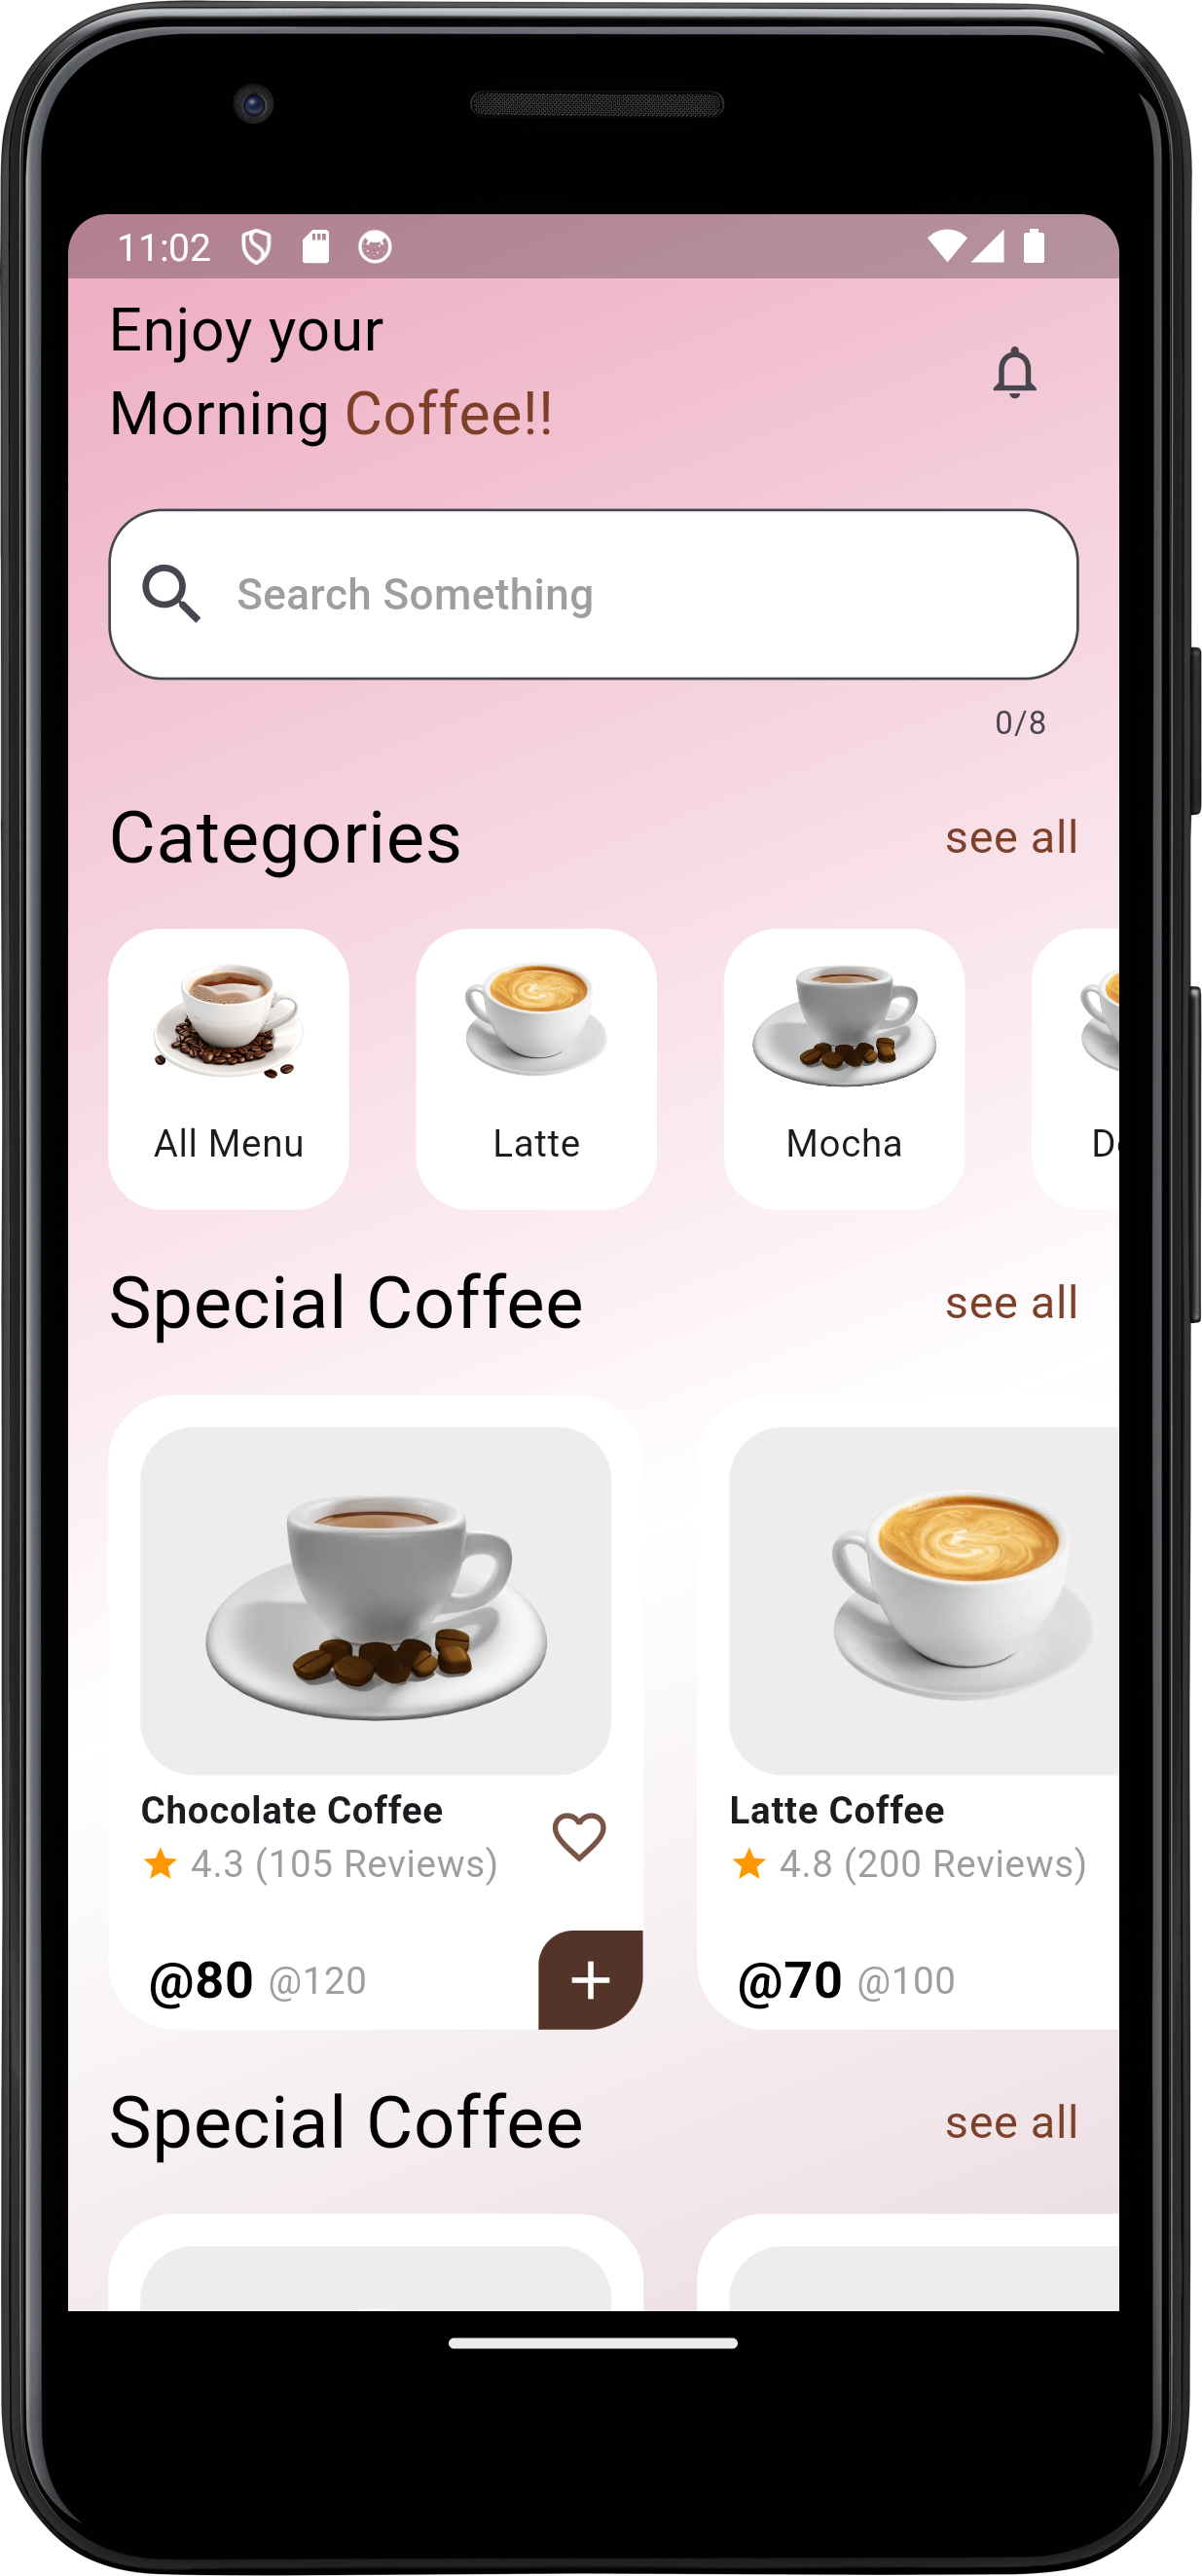 11:02
Enjoy your
Morning Coffee!!
Search Something
0/8
Categories see all
All Menu Latte Mocha
Special Coffee see all
Chocolate Coffee Latte Coffee
4.3 (105 Reviews) 4.8 (200 Reviews)
@80 @120 + @70 @100
Special Coffee see all